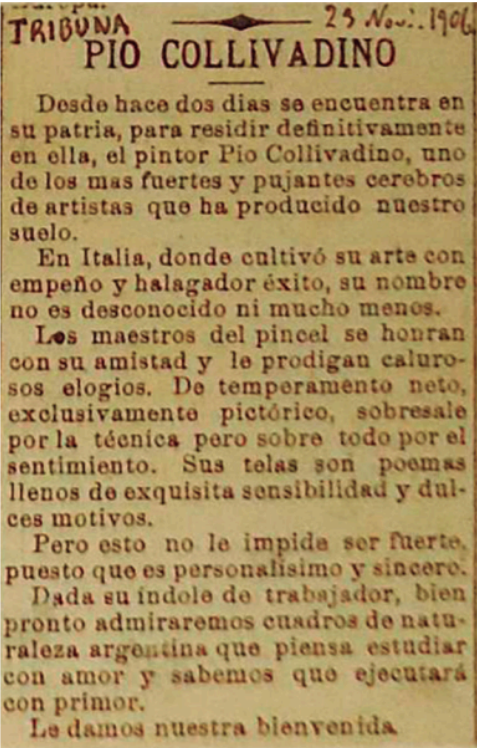 TRIBUNA
23 Nov. 1906
PIO COLLIVADINO
Desde hace dos dias se encuentra en
su patria, para residir definitivamente
en ella, el pintor Pio Collivadino, uno
de los mas fuertes y pujantes cerebros
de artistas que ha producido nuestro
suelo.
En Italia, donde cultivó su arte con
empeño y halagador éxito, su nombre
no es desconocido ni mucho menos.
Los maestros del pincel se honran
con su amistad y le prodigan caluro-
sos elogios. De temperamento neto,
exclusivamente pictórico, sobresale
por la técnica pero sobre todo por el
sentimiento. Sus telas son poemas
llenos de exquisita sensibilidad y dul-
ces motivos.
Pero esto no le impide ser fuerte,
puesto que es personalísimo y sincero.
Dada su índole de trabajador, bien
pronto admiraremos cuadros de natu-
raleza argentina que piensa estudiar
con amor y sabemos que ejecutará
con primor.
Le damos nuestra bienvenida